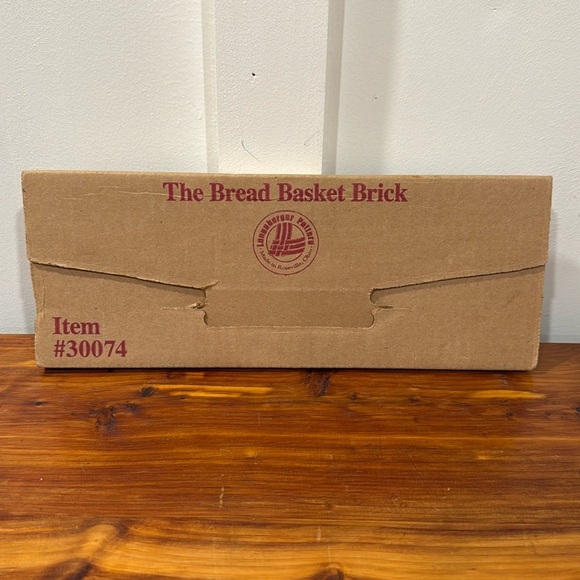 The Bread Basket Brick
Longaberger Pottery
Made in Roseville, Ohio
Item
#30074